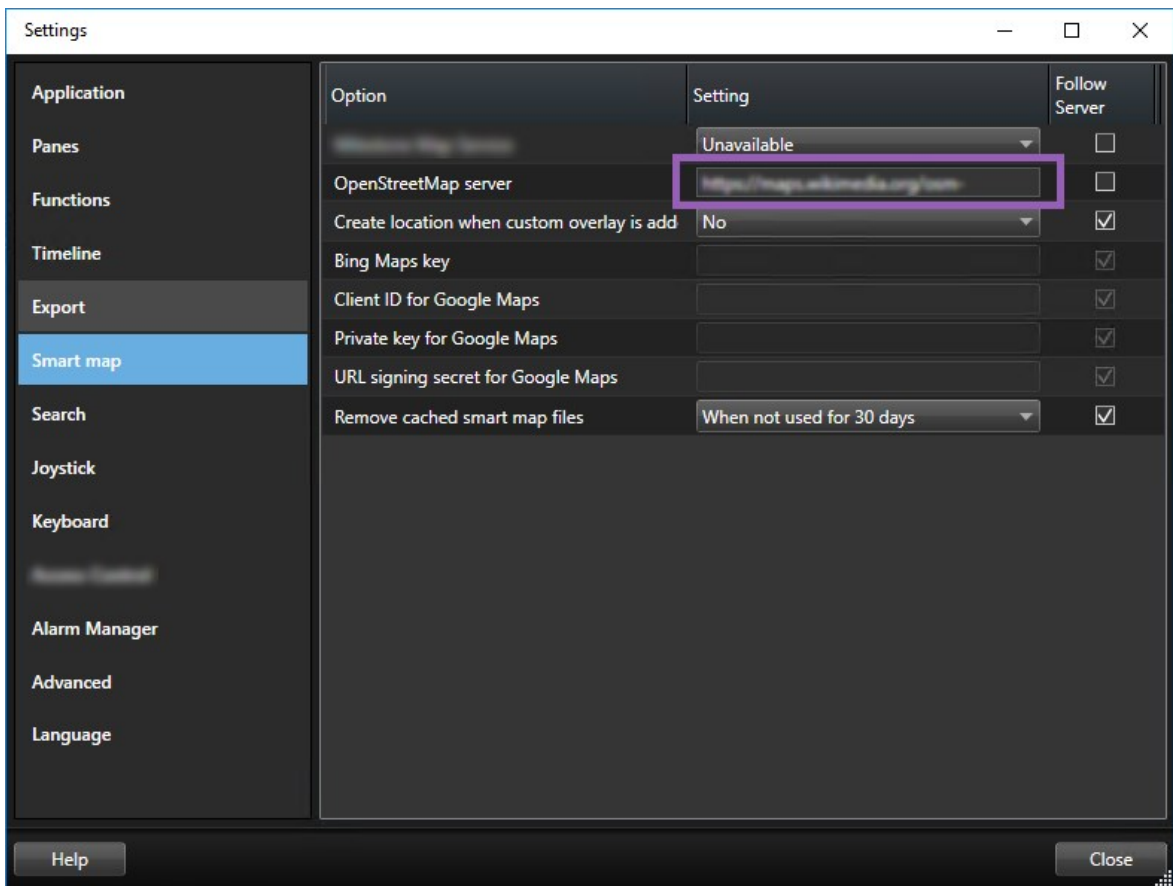 Settings
Application
Panes
Functions
Timeline
Export
Smart map
Search
Joystick
Keyboard
Alarm Manager
Advanced
Language
Option Setting Follow Server
Unavailable
OpenStreetMap server
Create location when custom overlay is add No
Bing Maps key
Client ID for Google Maps
Private key for Google Maps
URL signing secret for Google Maps
Remove cached smart map files When not used for 30 days
Help Close